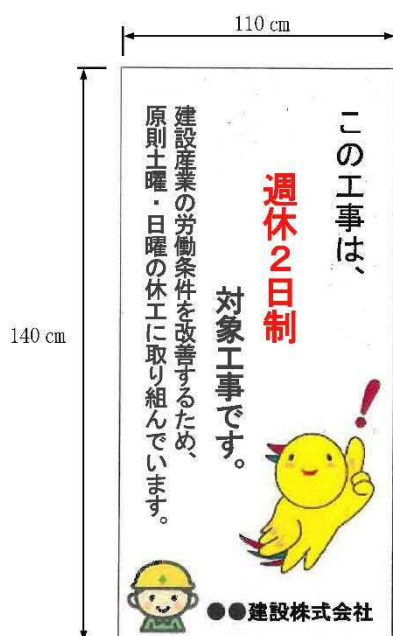 110 cm
140 cm
この工事は、
週休2日制
対象工事です。
建設産業の労働条件を改善するため、
原則土曜・日曜の休工に取り組んでいます。
●●建設株式会社